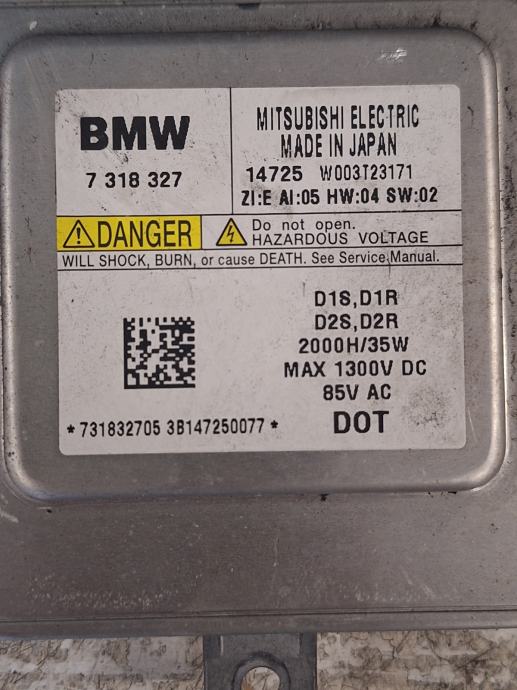 BMW
7 318 327
MITSUBISHI ELECTRIC
MADE IN JAPAN
14725 W003T23171
ZI:E AI:05 HW:04 SW:02
DANGER
Do not open.
HAZARDOUS VOLTAGE
WILL SHOCK, BURN, or cause DEATH. See Service Manual.
D1S,D1R
D2S,D2R
2000H/35W
MAX 1300V DC
85V AC
DOT
*731832705 3B147250077*